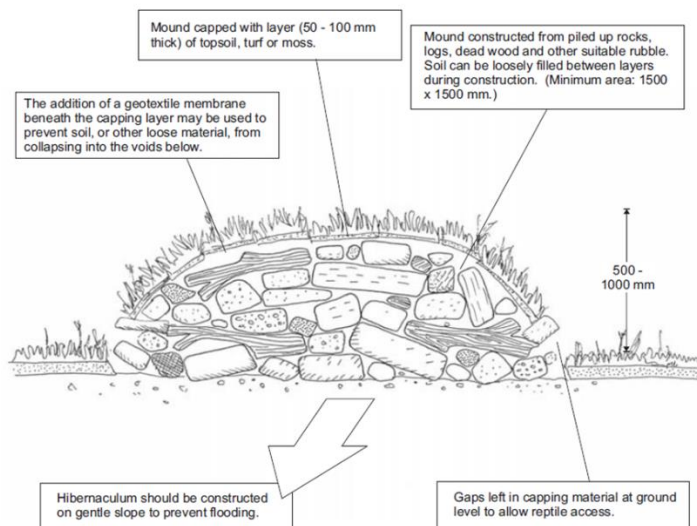 Mound capped with layer (50 - 100 mm
thick) of topsoil, turf or moss.
Mound constructed from piled up rocks,
logs, dead wood and other suitable rubble.
Soil can be loosely filled between layers
during construction. (Minimum area: 1500
x 1500 mm.)
The addition of a geotextile membrane
beneath the capping layer may be used to
prevent soil, or other loose material, from
collapsing into the voids below.
500 -
1000 mm
Hibernaculum should be constructed
on gentle slope to prevent flooding.
Gaps left in capping material at ground
level to allow reptile access.